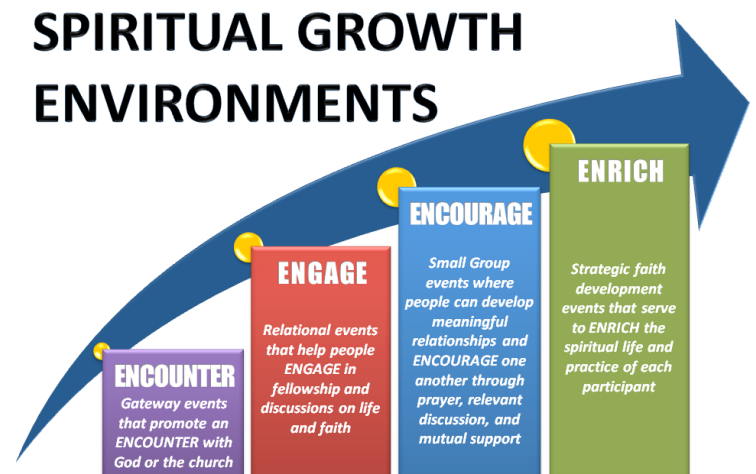 SPIRITUAL GROWTH
ENVIRONMENTS
ENCOUNTER
Gateway events
that promote an
ENCOUNTER with
God or the church
ENGAGE
Relational events
that help people
ENGAGE in
fellowship and
discussions on life
and faith
ENCOURAGE
Small Group
events where
people can develop
meaningful
relationships and
ENCOURAGE one
another through
prayer, relevant
discussion, and
mutual support
ENRICH
Strategic faith
development
events that serve
to ENRICH the
spiritual life and
practice of each
participant